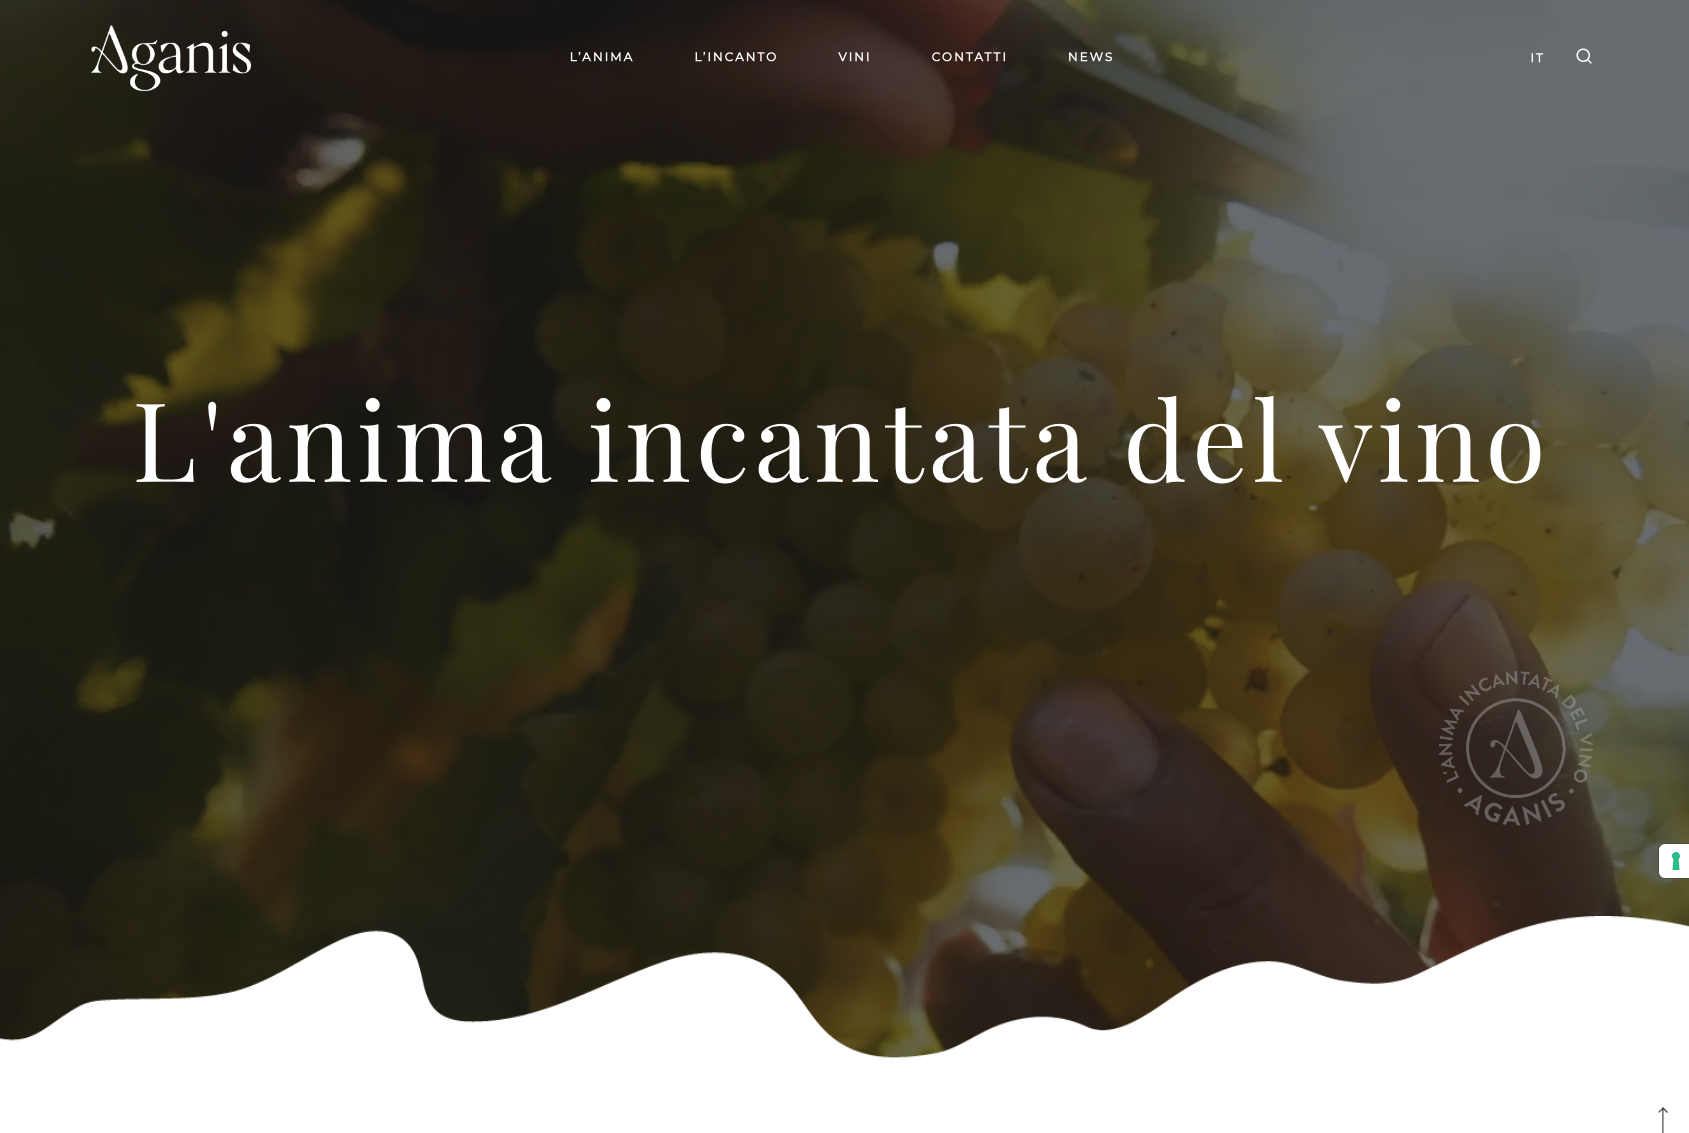 Aganis
L'ANIMA
L'INCANTO
VINI
CONTATTI
NEWS
IT
L'anima incantata del vino
L'ANIMA INCANTATA DEL VINO
A
• AGANIS •